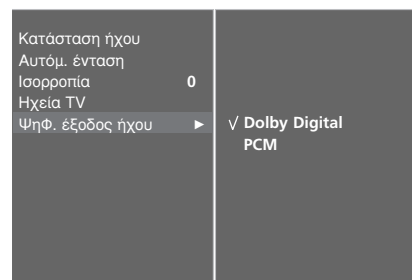 Κατάσταση ήχου
Αυτόμ. ένταση
Ισορροπία 0
Ηχεία TV
ΨηΦ. έξοδος ήχου ►
√ Dolby Digital
PCM